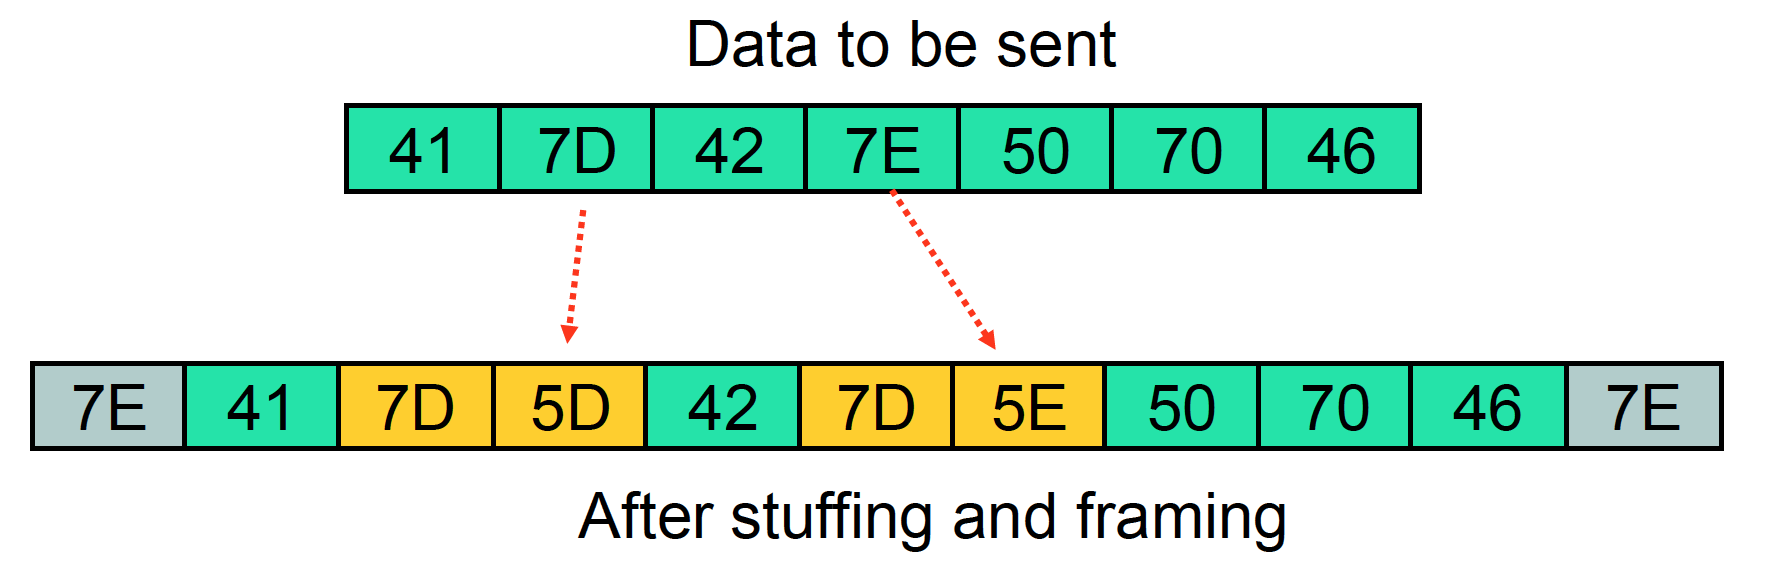 Data to be sent
41 7D 42 7E 50 70 46
7E 41 7D 5D 42 7D 5E 50 70 46 7E
After stuffing and framing